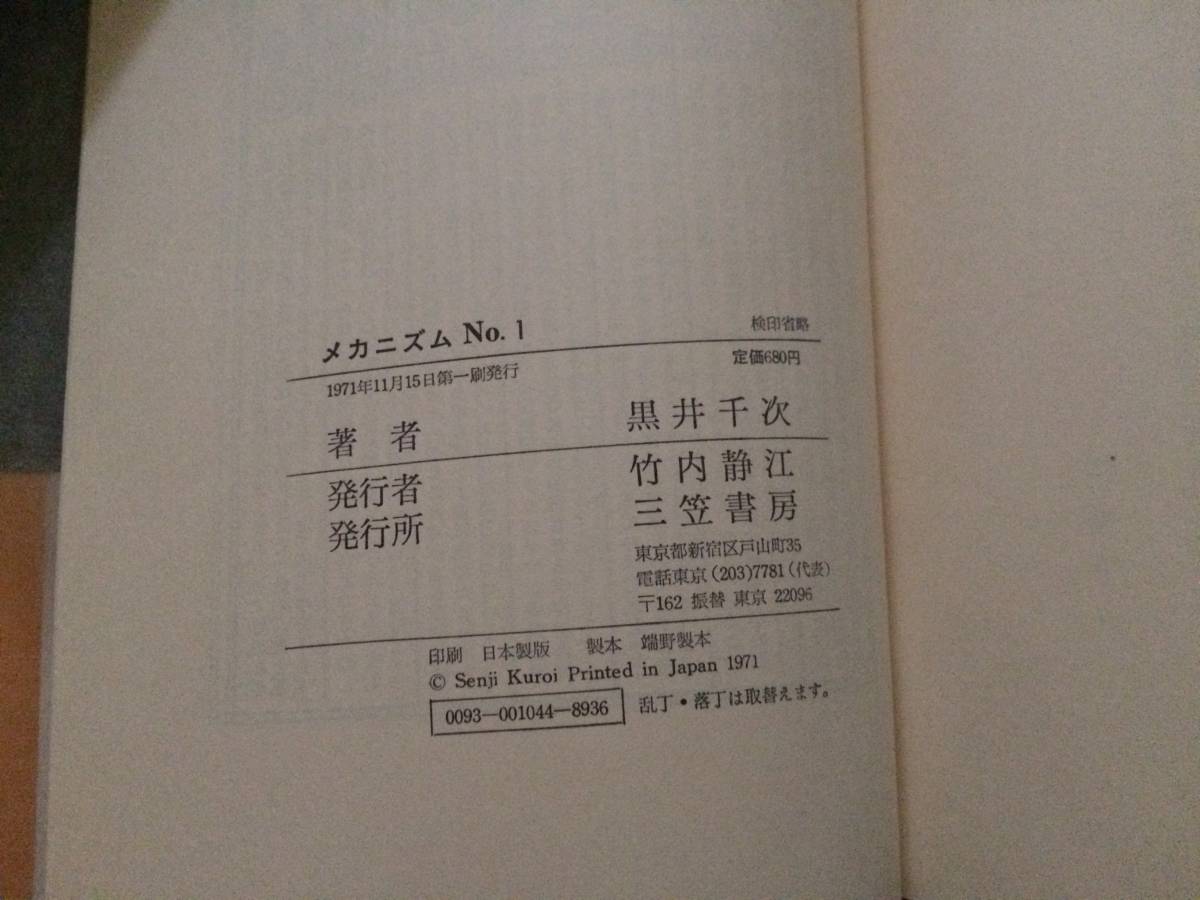 メカニズム No. 1
検印省略
1971年11月15日第一刷発行
定価680円
著者 黒井千次
発行者 竹内静江
発行所 三笠書房
東京都新宿区戸山町35
電話東京(203)7781(代表)
〒162 振替 東京 22096
印刷 日本製版 製本 端野製本
© Senji Kuroi Printed in Japan 1971
0093―001044―8936 乱丁・落丁は取替えます。